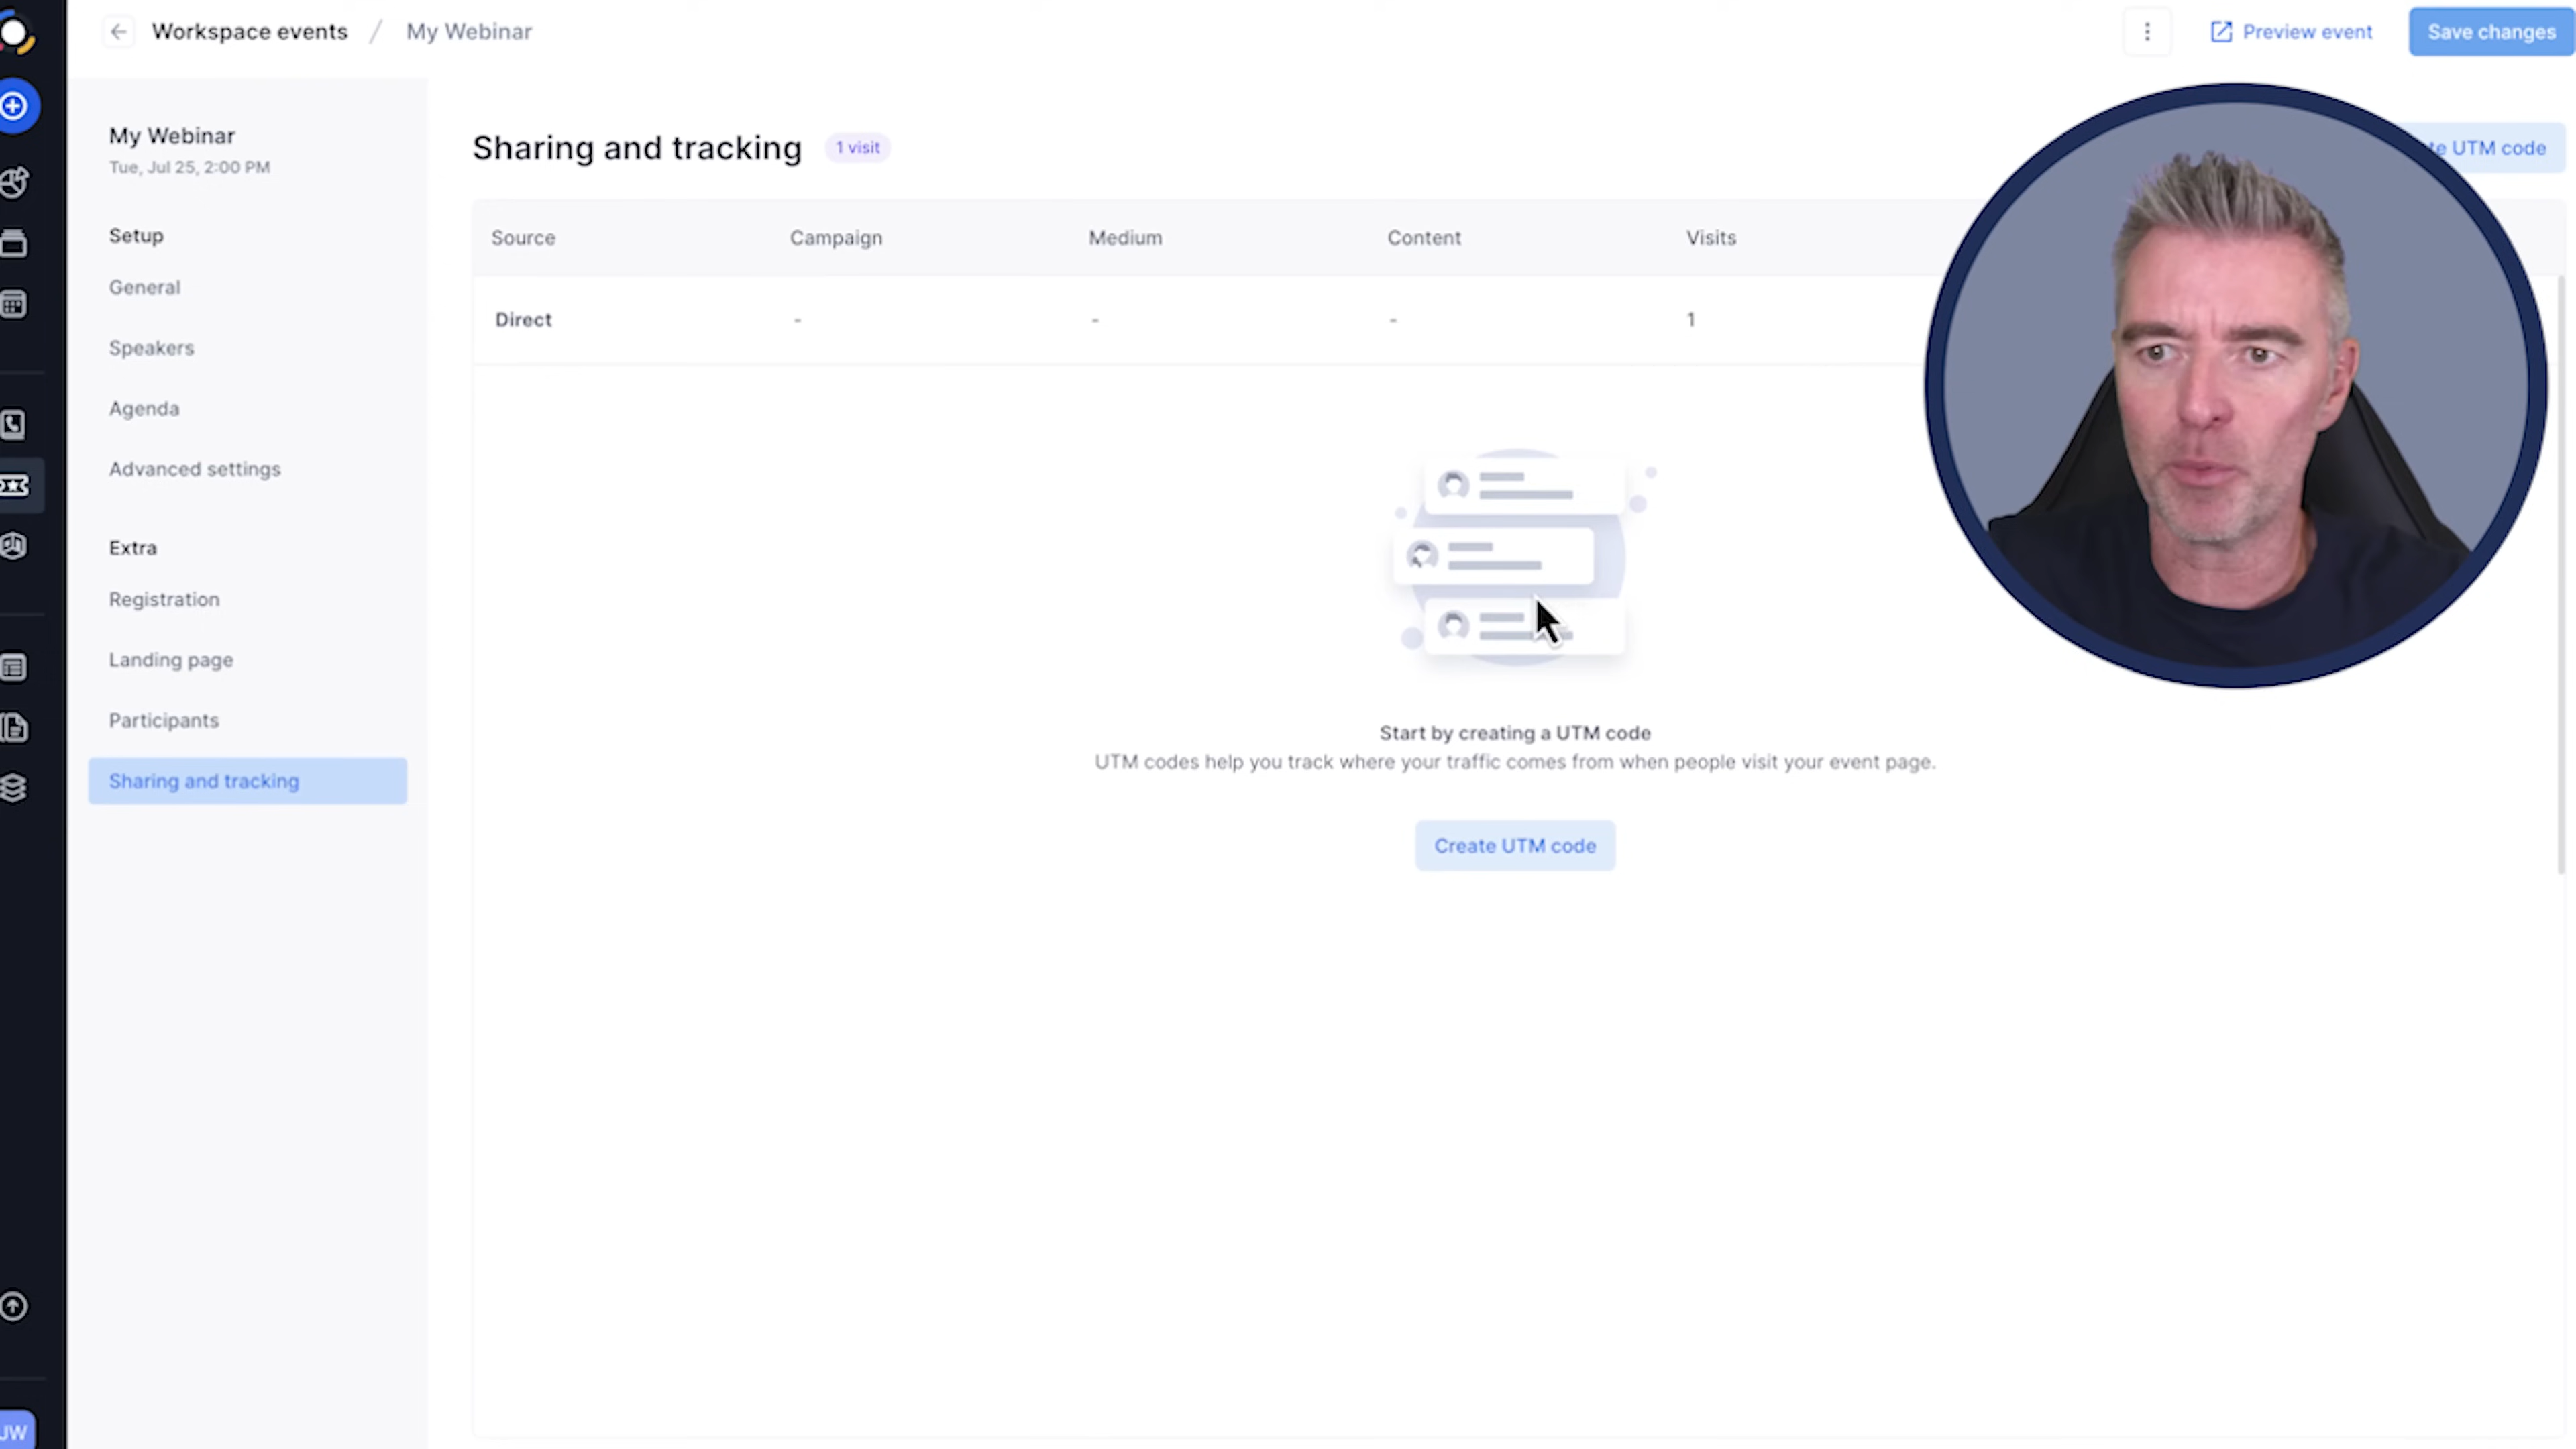 Workspace events / My Webinar
Preview event
Save changes
My Webinar
Tue, Jul 25, 2:00 PM
Setup
General
Speakers
Agenda
Advanced settings
Extra
Registration
Landing page
Participants
Sharing and tracking
Sharing and tracking
1 visit
UTM code
Source Campaign Medium Content Visits
Direct - - - 1
Start by creating a UTM code
UTM codes help you track where your traffic comes from when people visit your event page.
Create UTM code
JW